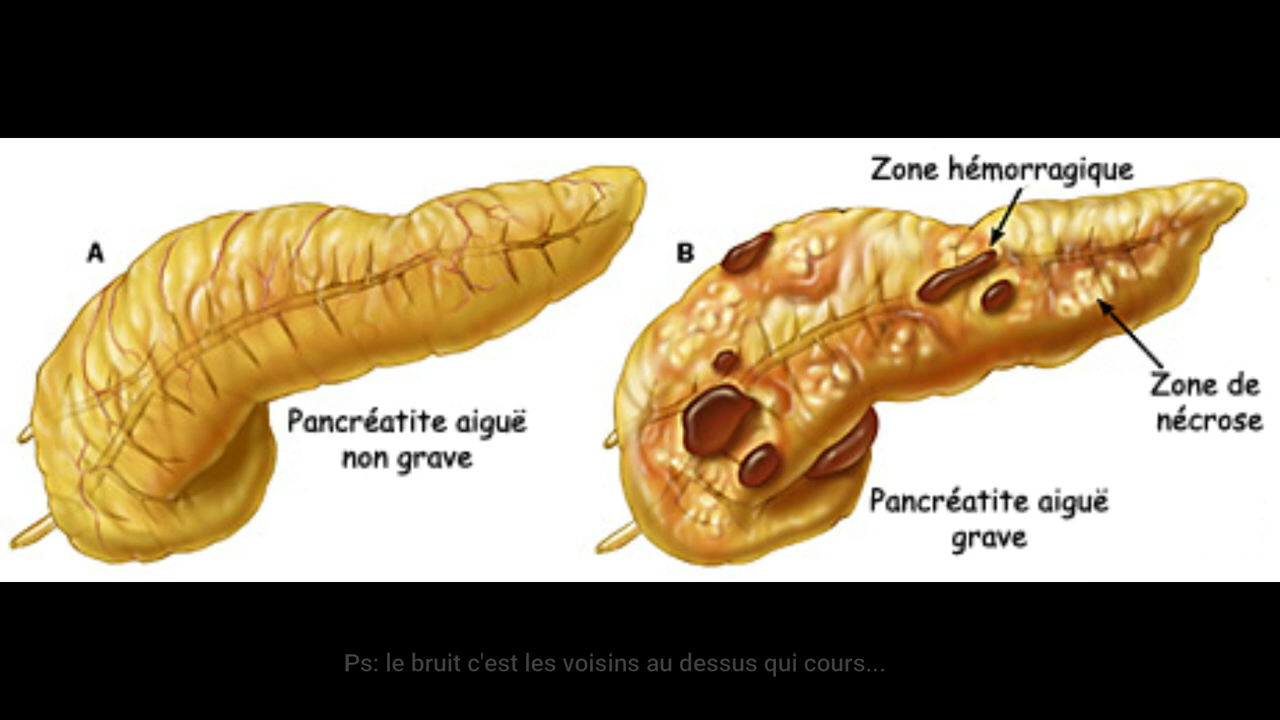 A
Pancréatite aiguë
non grave
B
Zone hémorragique
Zone de
nécrose
Pancréatite aiguë
grave
Ps: le bruit c'est les voisins au dessus qui cours...